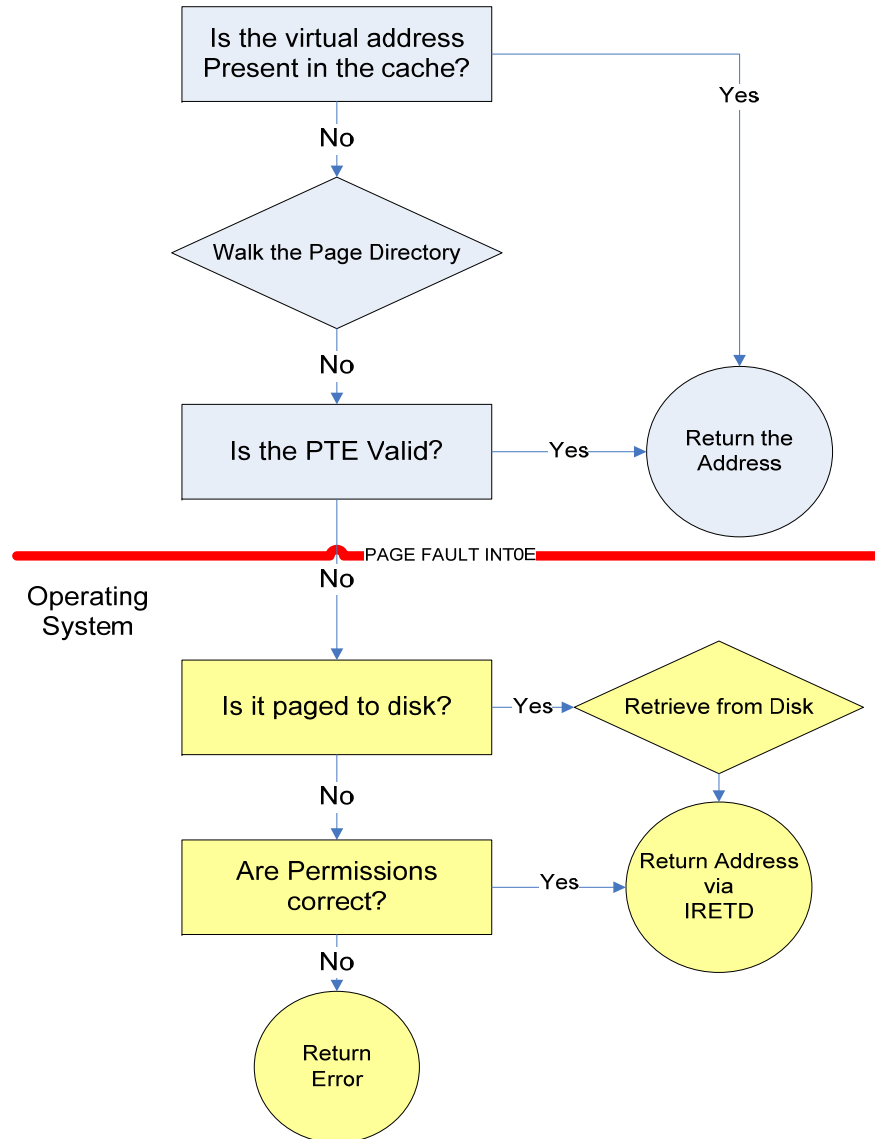 Is the virtual address
Present in the cache?
Yes
No
Walk the Page Directory
No
Is the PTE Valid?
Yes
Return the
Address
PAGE FAULT INT0E
No
Operating
System
Is it paged to disk?
Yes
Retrieve from Disk
No
Are Permissions
correct?
Yes
Return Address
via
IRETD
No
Return
Error